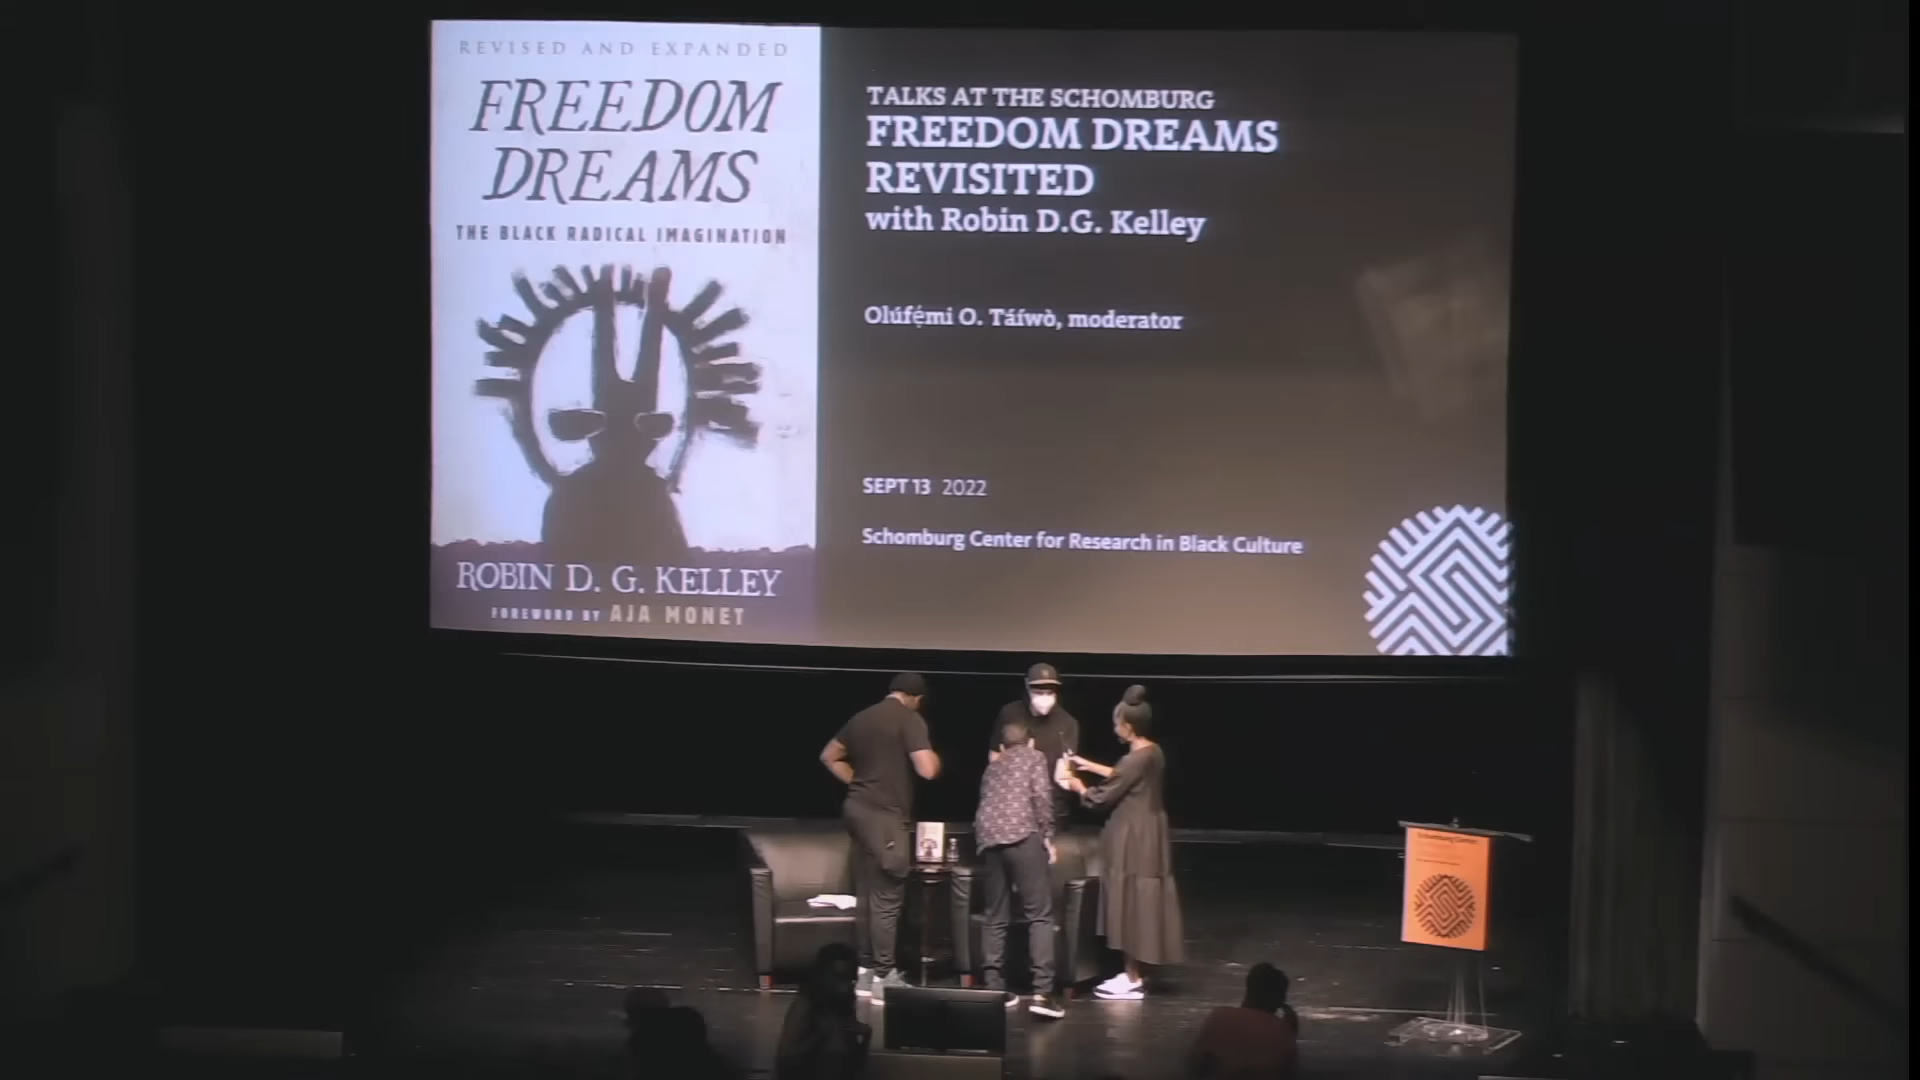 REVISED AND EXPANDED
FREEDOM
DREAMS
THE BLACK RADICAL IMAGINATION
ROBIN D. G. KELLEY
FOREWORD BY AJA MONET
TALKS AT THE SCHOMBURG
FREEDOM DREAMS
REVISITED
with Robin D.G. Kelley
Olúfẹ́mi O. Táíwò, moderator
SEPT 13 2022
Schomburg Center for Research in Black Culture
Schomburg Center